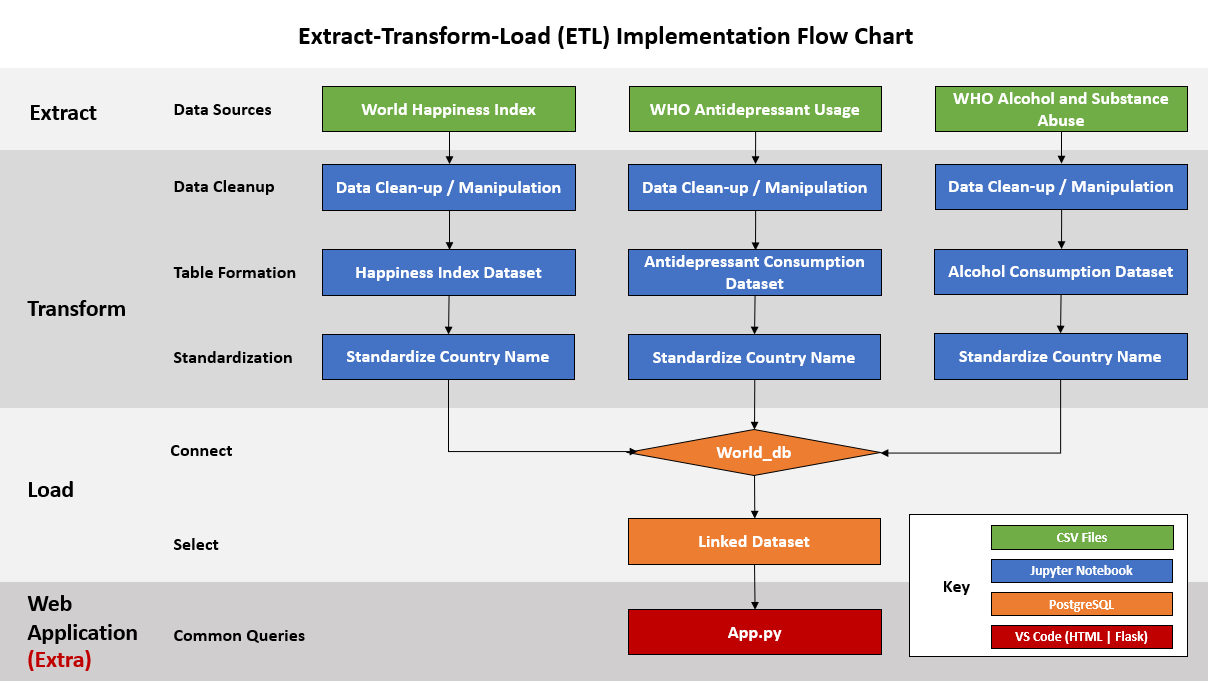 Extract-Transform-Load (ETL) Implementation Flow Chart
Extract
Data Sources
World Happiness Index
WHO Antidepressant Usage
WHO Alcohol and Substance
Abuse
Transform
Data Cleanup
Data Clean-up / Manipulation
Data Clean-up / Manipulation
Data Clean-up / Manipulation
Table Formation
Happiness Index Dataset
Antidepressant Consumption
Dataset
Alcohol Consumption Dataset
Standardization
Standardize Country Name
Standardize Country Name
Standardize Country Name
Load
Connect
World_db
Select
Linked Dataset
Web
Application
(Extra)
Common Queries
App.py
Key
CSV Files
Jupyter Notebook
PostgreSQL
VS Code (HTML | Flask)